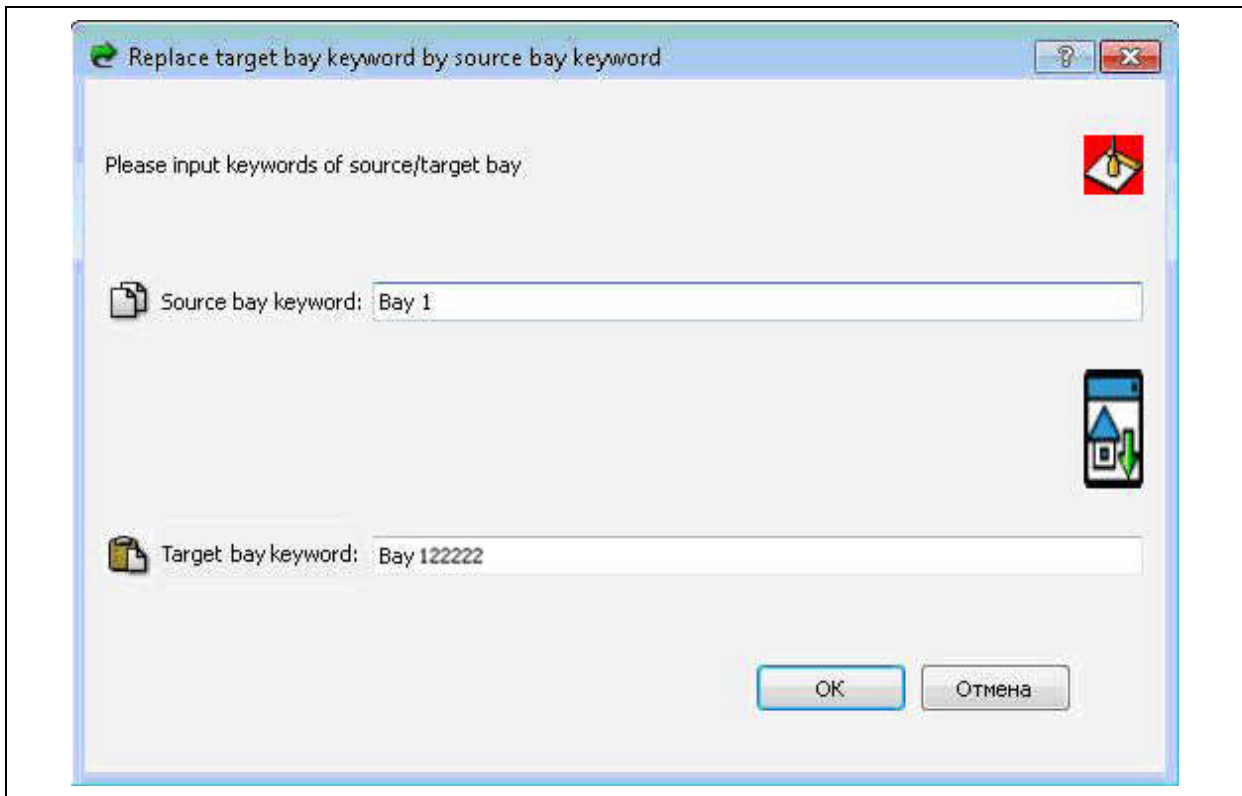 Replace target bay keyword by source bay keyword
Please input keywords of source/target bay
Source bay keyword: Bay 1
Target bay keyword: Bay 122222
OK Отмена